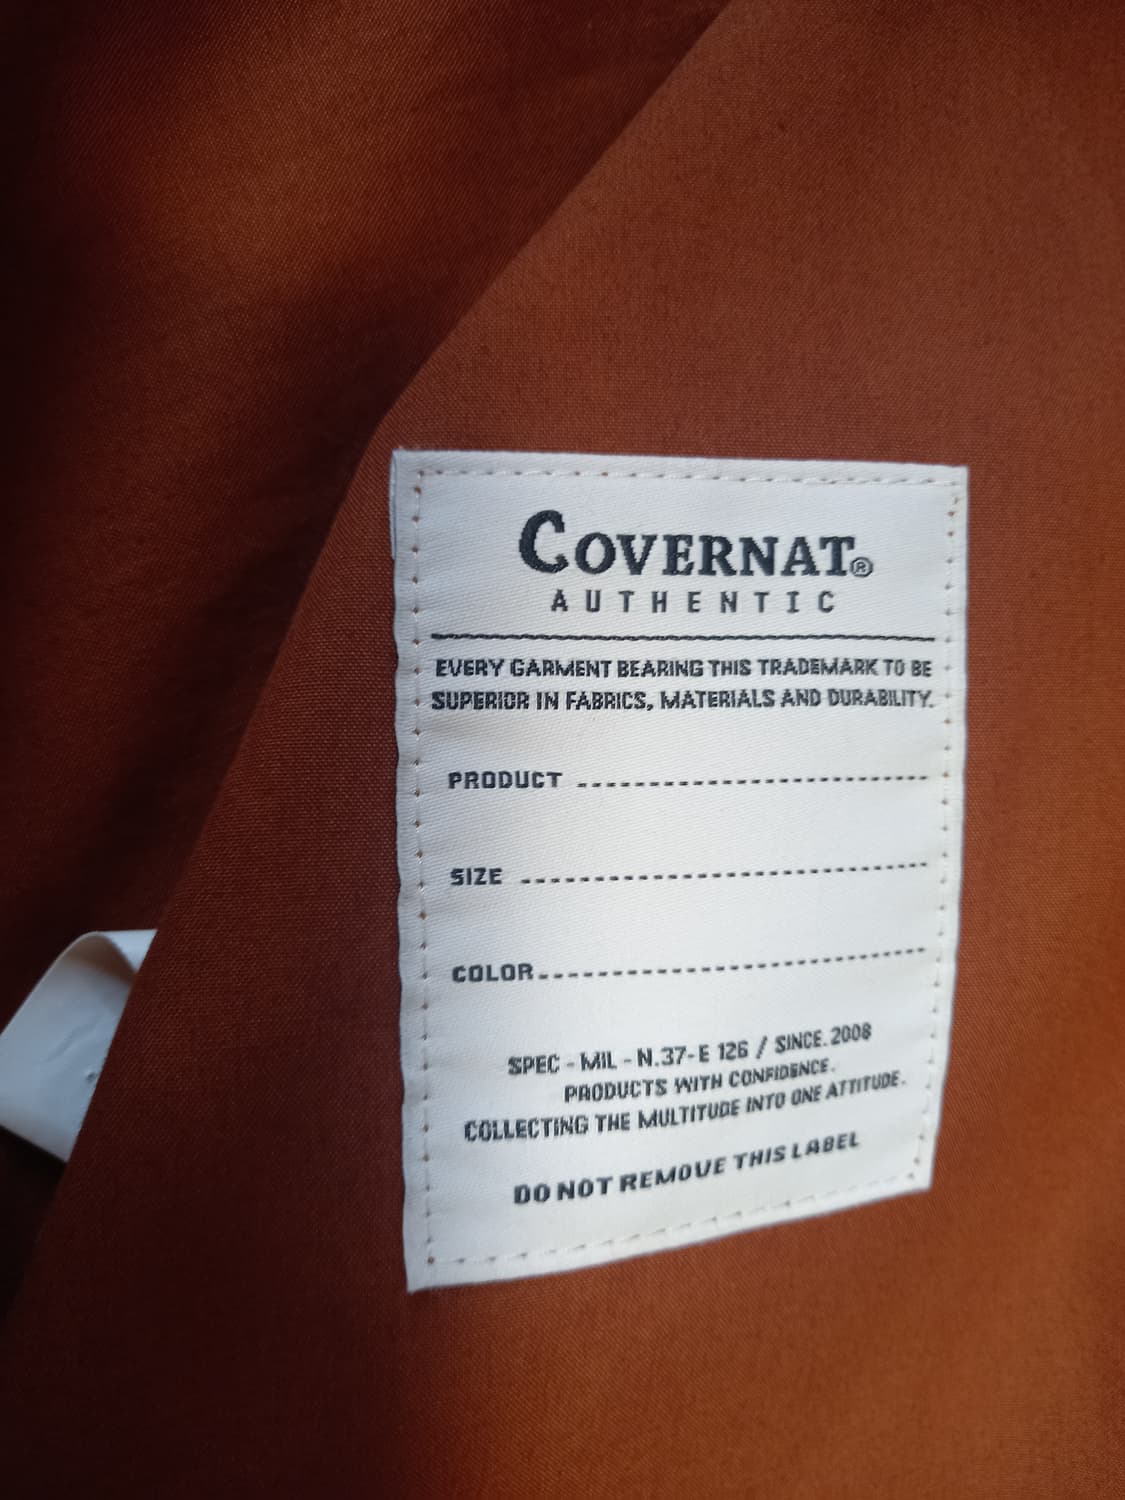 COVERNAT®
AUTHENTIC
EVERY GARMENT BEARING THIS TRADEMARK TO BE
SUPERIOR IN FABRICS, MATERIALS AND DURABILITY.
PRODUCT
SIZE
COLOR
SPEC - MIL - N.37-E 126 / SINCE. 2008
PRODUCTS WITH CONFIDENCE.
COLLECTING THE MULTITUDE INTO ONE ATTITUDE.
DO NOT REMOVE THIS LABEL